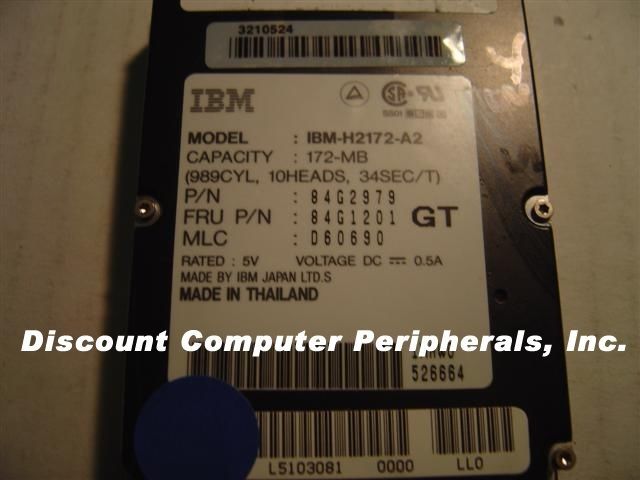 3210524
IBM
MODEL : IBM-H2172-A2
CAPACITY : 172-MB
(989CYL, 10HEADS, 34SEC/T)
P/N : 84G2979
FRU P/N : 84G1201 GT
MLC : D60690
RATED : 5V VOLTAGE DC 0.5A
MADE BY IBM JAPAN LTD.S
MADE IN THAILAND
Discount Computer Peripherals, Inc.
526664
L5103081 0000 LL0